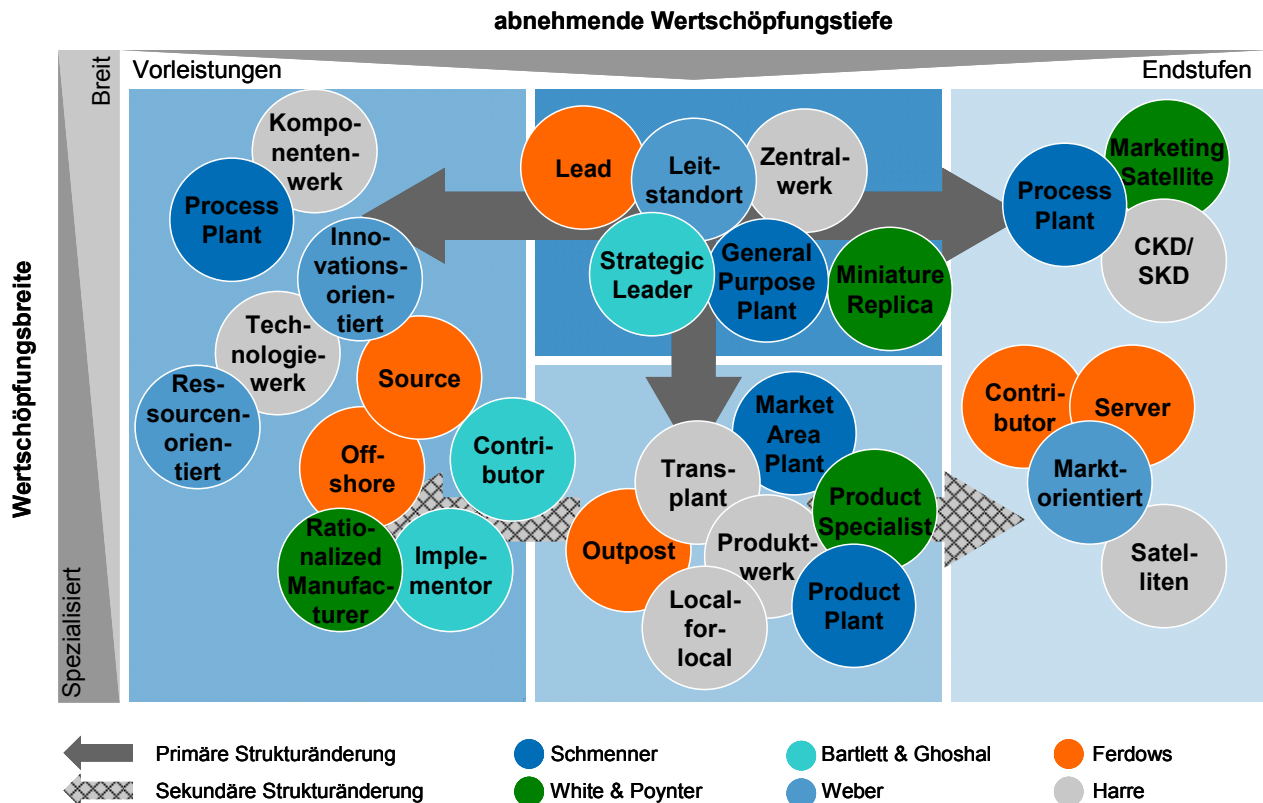 abnehmende Wertschöpfungstiefe
Vorleistungen
Endstufen
Breit
Wertschöpfungsbreite
Spezialisiert
Kompo-
nenten-
werk
Process
Plant
Inno-
vations-
orien-
tiert
Tech-
nologie-
werk
Res-
sourcen-
orien-
tiert
Source
Off-
shore
Contri-
butor
Ratio-
nalized
Manufac-
turer
Imple-
mentor
Lead
Leit-
standort
Zentral-
werk
Strategic
Leader
General
Purpose
Plant
Miniature
Replica
Market
Area
Plant
Trans-
plant
Product
Specialist
Outpost
Produkt-
werk
Product
Plant
Local-
for-
local
Marketing
Satellite
Process
Plant
CKD/
SKD
Contri-
butor
Server
Markt-
orientiert
Satel-
liten
Primäre Strukturänderung
Sekundäre Strukturänderung
Schmenner
White & Poynter
Bartlett & Ghoshal
Weber
Ferdows
Harre